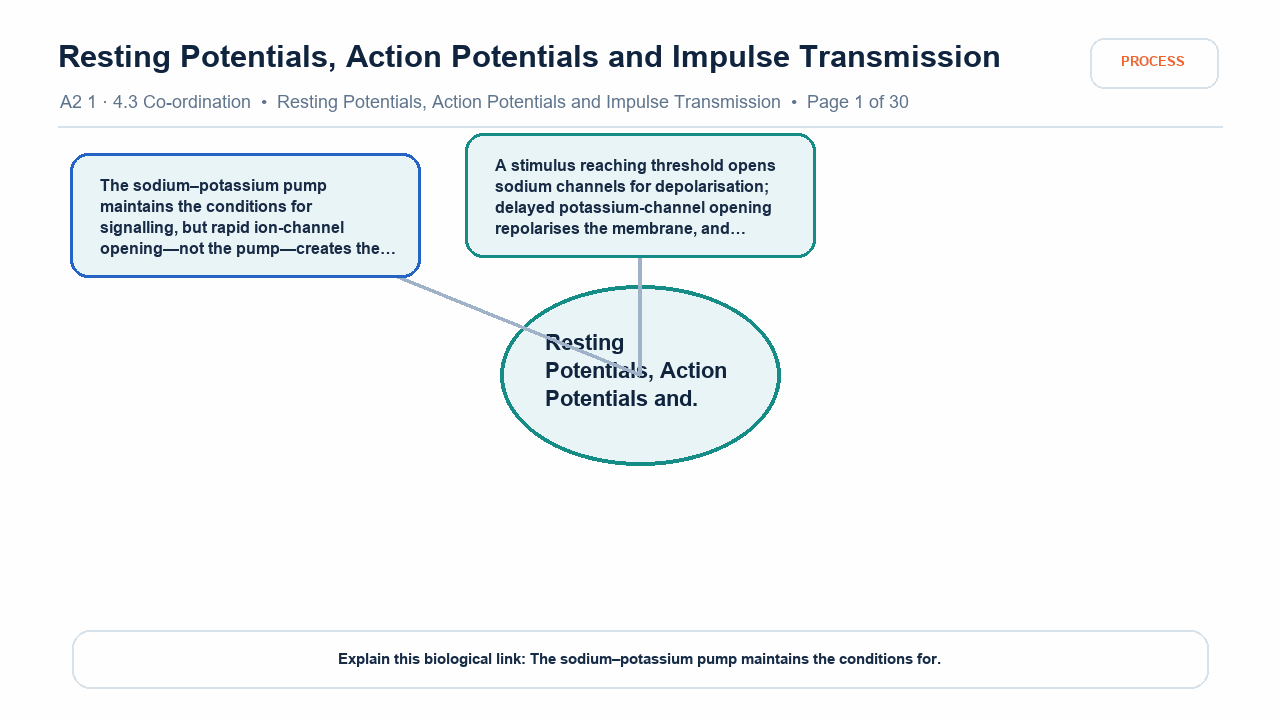 Resting Potentials, Action Potentials and Impulse Transmission
PROCESS
A2 1 · 4.3 Co-ordination • Resting Potentials, Action Potentials and Impulse Transmission • Page 1 of 30
The sodium–potassium pump
maintains the conditions for
signalling, but rapid ion-channel
opening—not the pump—creates the…
A stimulus reaching threshold opens
sodium channels for depolarisation;
delayed potassium-channel opening
repolarises the membrane, and…
Resting
Potentials, Action
Potentials and.
Explain this biological link: The sodium–potassium pump maintains the conditions for.